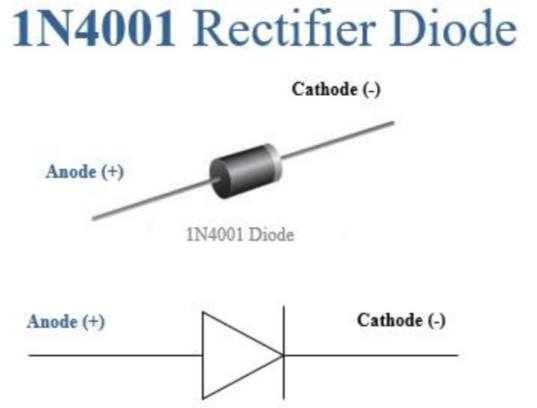 1N4001 Rectifier Diode
Cathode (-)
Anode (+)
1N4001 Diode
Anode (+)
Cathode (-)